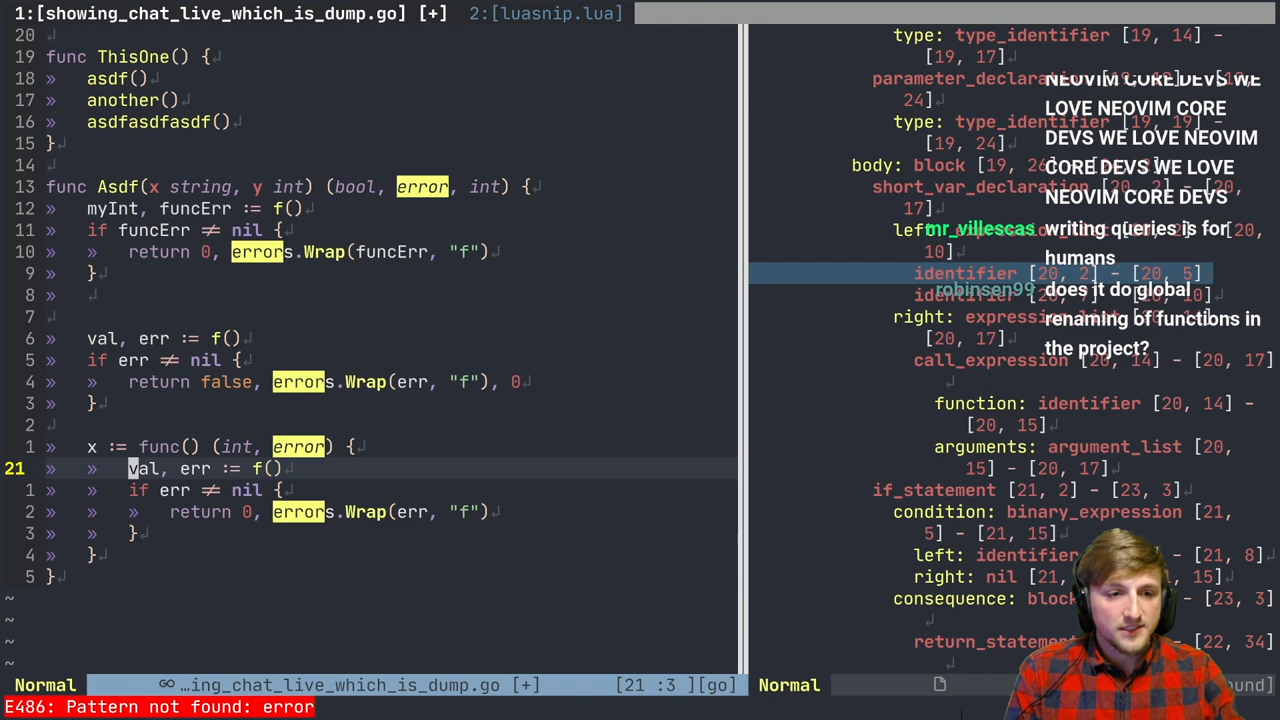 1:[showing_chat_live_which_is_dump.go] [+] 2:[luasnip.lua]
20 ↲
19 func ThisOne() {↲
18 » asdf()↲
17 » another()↲
16 » asdfasdfasdf()↲
15 }↲
14 ↲
13 func Asdf(x string, y int) (bool, error, int) {↲
12 » myInt, funcErr := f()↲
11 » if funcErr ≠ nil {↲
10 » » return 0, errors.Wrap(funcErr, "f")↲
9 » }↲
8 » ↲
7 ↲
6 » val, err := f()↲
5 » if err ≠ nil {↲
4 » » return false, errors.Wrap(err, "f"), 0↲
3 » }↲
2 ↲
1 » x := func() (int, error) {↲
21 » » val, err := f()↲
1 » » if err ≠ nil {↲
2 » » » return 0, errors.Wrap(err, "f")↲
3 » » }↲
4 » }↲
5 }↲
~
~
~
~
Normal …ing_chat_live_which_is_dump.go [+] [21 :3 ][go]
E486: Pattern not found: error
type: type_identifier [19, 14] -
[19, 17]↲
parameter_declaration
24]↲
type: type_identifier [19, 19] -
[19, 24]↲
body: block [19, 26]
short_var_declaration [20, 2] - [20,
17]↲
10]↲
identifier [20, 2] - [20, 5]
identifier [20, 7] - [20, 10]
right:
[20, 17]↲
call_expression [20, 14] - [20, 17]
↲
function: identifier [20, 14] -
[20, 15]↲
arguments: argument_list [20,
15] - [20, 17]↲
if_statement [21, 2] - [23, 3]↲
condition: binary_expression [21,
5] - [21, 15]↲
left: identifier - [21, 8]
right: nil [21, 15]↲
consequence: block - [23, 3]
↲
return_statement - [22, 34]
↲
Normal
NEOVIM CORE DEVS WE
LOVE NEOVIM CORE
DEVS WE LOVE NEOVIM
CORE DEVS WE LOVE
NEOVIM CORE DEVS
mr_villescas writing queries is for
humans
robinsen99 does it do global
renaming of functions in
the project?